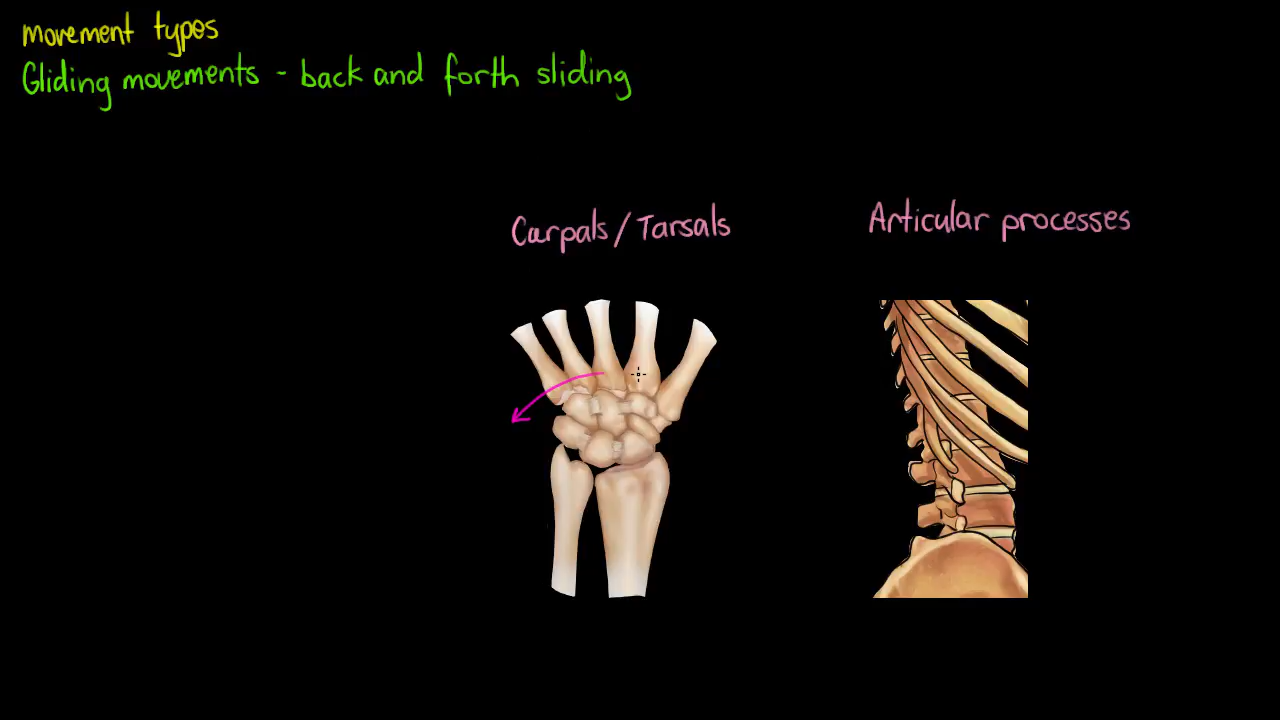 movement types
Gliding movements - back and forth sliding
Carpals / Tarsals
Articular processes